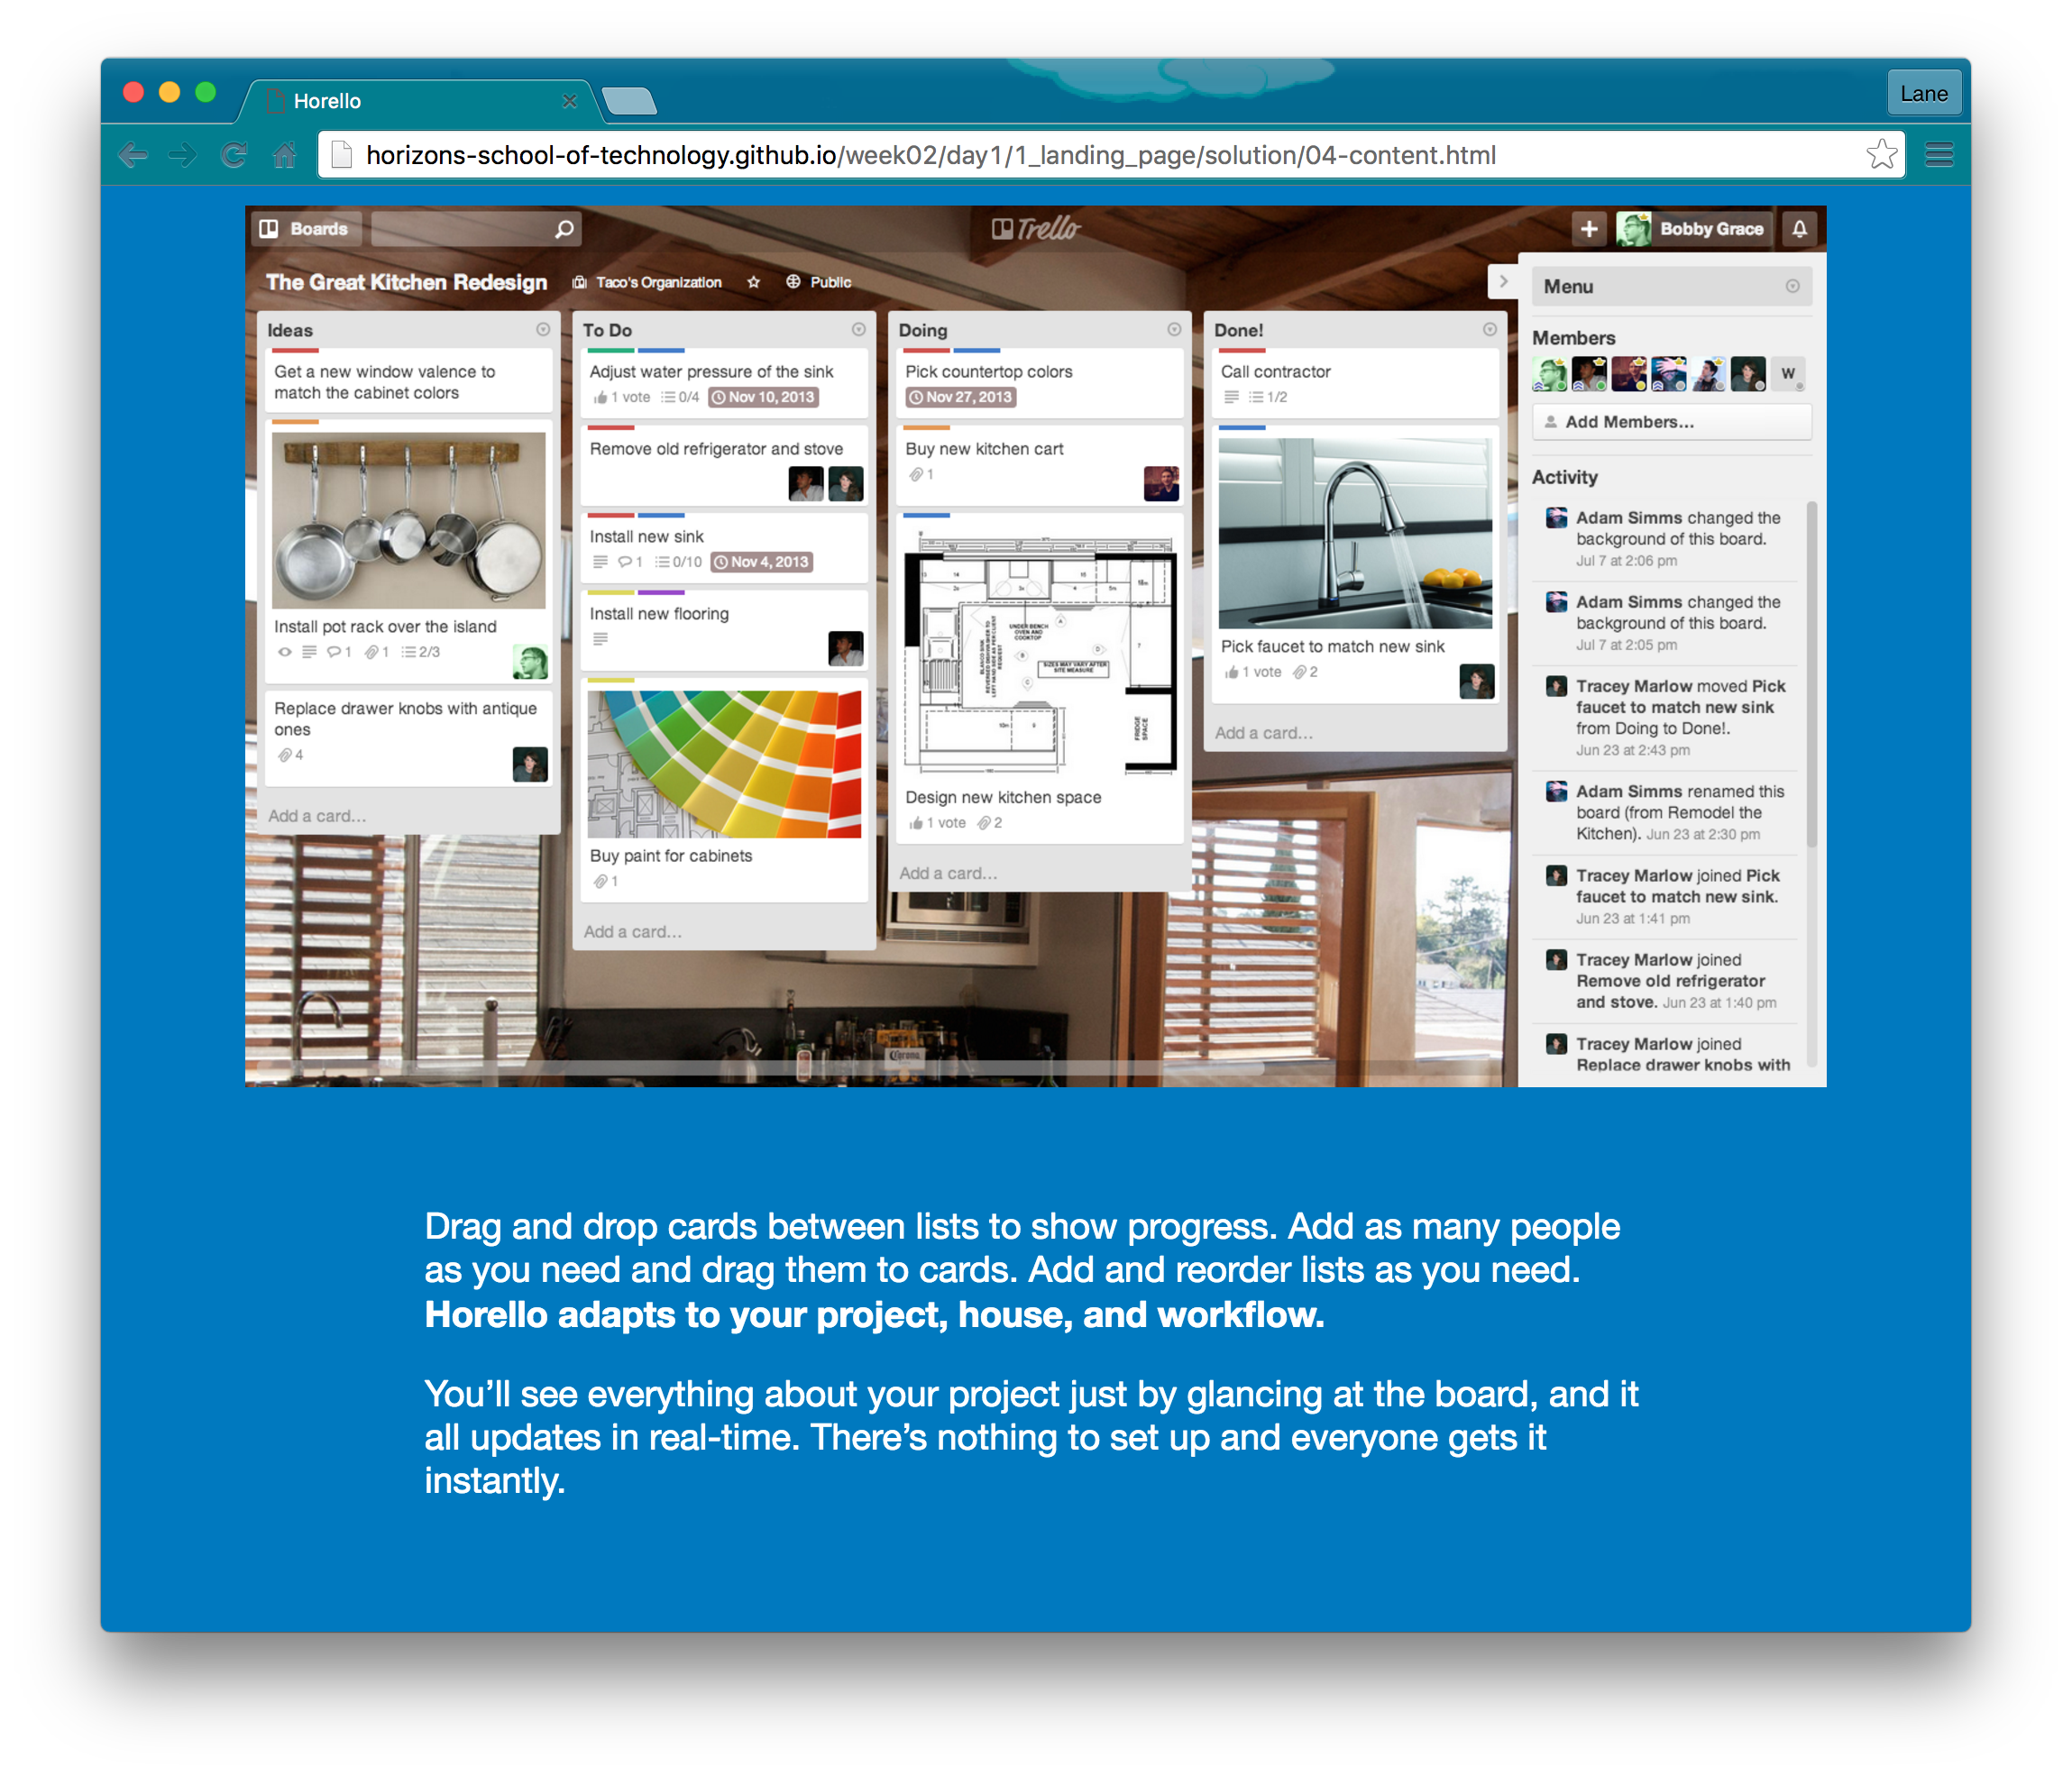 Horello
Lane
horizons-school-of-technology.github.io/week02/day1/1_landing_page/solution/04-content.html
Boards
Trello
Bobby Grace
The Great Kitchen Redesign
Taco's Organization
Public
Ideas
Get a new window valence to
match the cabinet colors
Install pot rack over the island
1 1 2/3
Replace drawer knobs with antique
ones
4
Add a card...
To Do
Adjust water pressure of the sink
1 vote 0/4 Nov 10, 2013
Remove old refrigerator and stove
Install new sink
1 0/10 Nov 4, 2013
Install new flooring
Buy paint for cabinets
1
Add a card...
Doing
Pick countertop colors
Nov 27, 2013
Buy new kitchen cart
1
UNDER BENCH
OVEN AND
COOKTOP
SIZES MAY VARY AFTER
SITE MEASURE
FRIDGE
SPACE
Design new kitchen space
1 vote 2
Add a card...
Done!
Call contractor
1/2
Pick faucet to match new sink
1 vote 2
Add a card...
Corona
Menu
Members
W
Add Members...
Activity
Adam Simms changed the
background of this board.
Jul 7 at 2:06 pm
Adam Simms changed the
background of this board.
Jul 7 at 2:05 pm
Tracey Marlow moved Pick
faucet to match new sink
from Doing to Done!.
Jun 23 at 2:43 pm
Adam Simms renamed this
board (from Remodel the
Kitchen). Jun 23 at 2:30 pm
Tracey Marlow joined Pick
faucet to match new sink.
Jun 23 at 1:41 pm
Tracey Marlow joined
Remove old refrigerator
and stove. Jun 23 at 1:40 pm
Tracey Marlow joined
Replace drawer knobs with
Drag and drop cards between lists to show progress. Add as many people
as you need and drag them to cards. Add and reorder lists as you need.
Horello adapts to your project, house, and workflow.
You’ll see everything about your project just by glancing at the board, and it
all updates in real-time. There’s nothing to set up and everyone gets it
instantly.